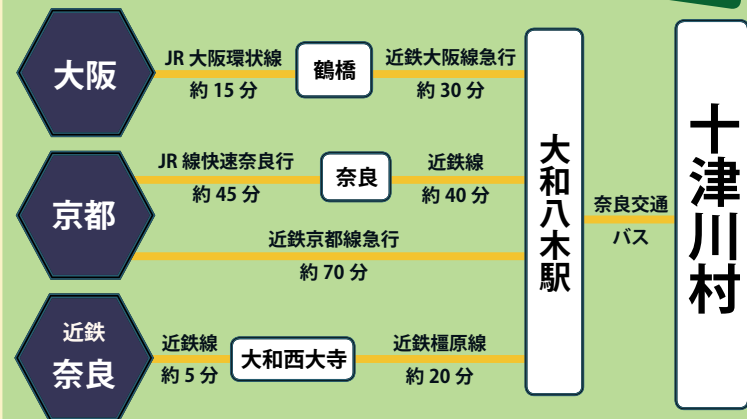 大阪
JR 大阪環状線
約 15 分
鶴橋
近鉄大阪線急行
約 30 分
京都
JR 線快速奈良行
約 45 分
奈良
近鉄線
約 40 分
近鉄京都線急行
約 70 分
近鉄
奈良
近鉄線
約 5 分
大和西大寺
近鉄橿原線
約 20 分
大和八木駅
奈良交通
バス
十津川村